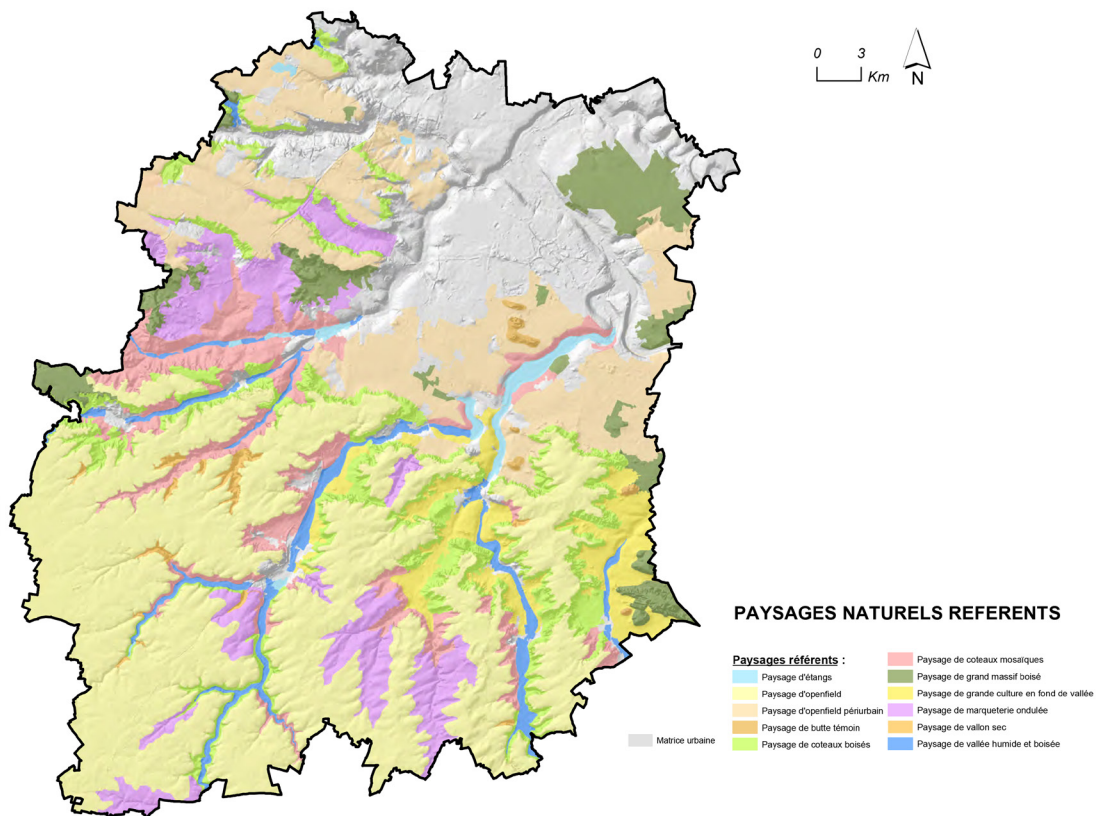 0 3
Km
N
PAYSAGES NATURELS REFERENTS
Paysages référents :
Paysage d'étangs
Paysage d'openfield
Paysage d'openfield périurbain
Paysage de butte témoin
Paysage de coteaux boisés
Paysage de coteaux mosaïques
Paysage de grand massif boisé
Paysage de grande culture en fond de vallée
Paysage de marqueterie ondulée
Paysage de vallon sec
Paysage de vallée humide et boisée
Matrice urbaine